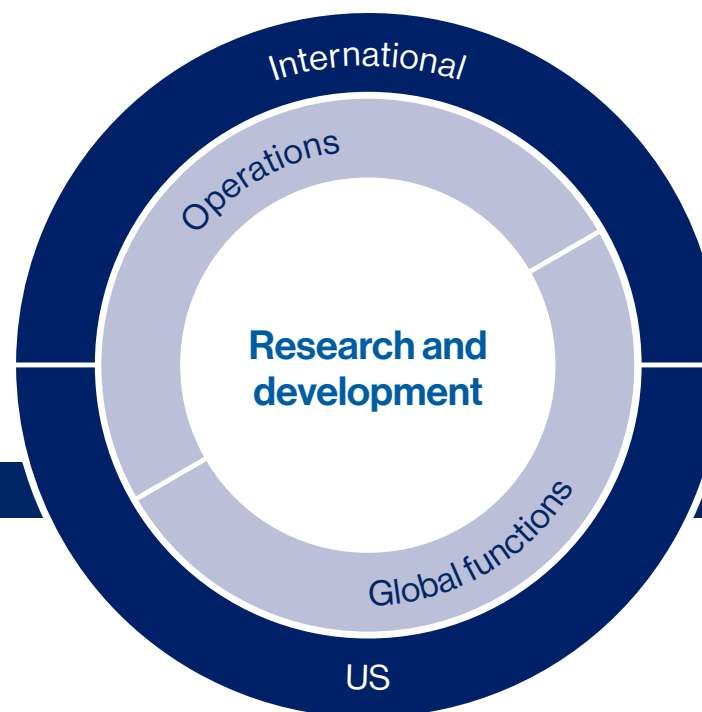 International
Operations
Research and
development
Global functions
US